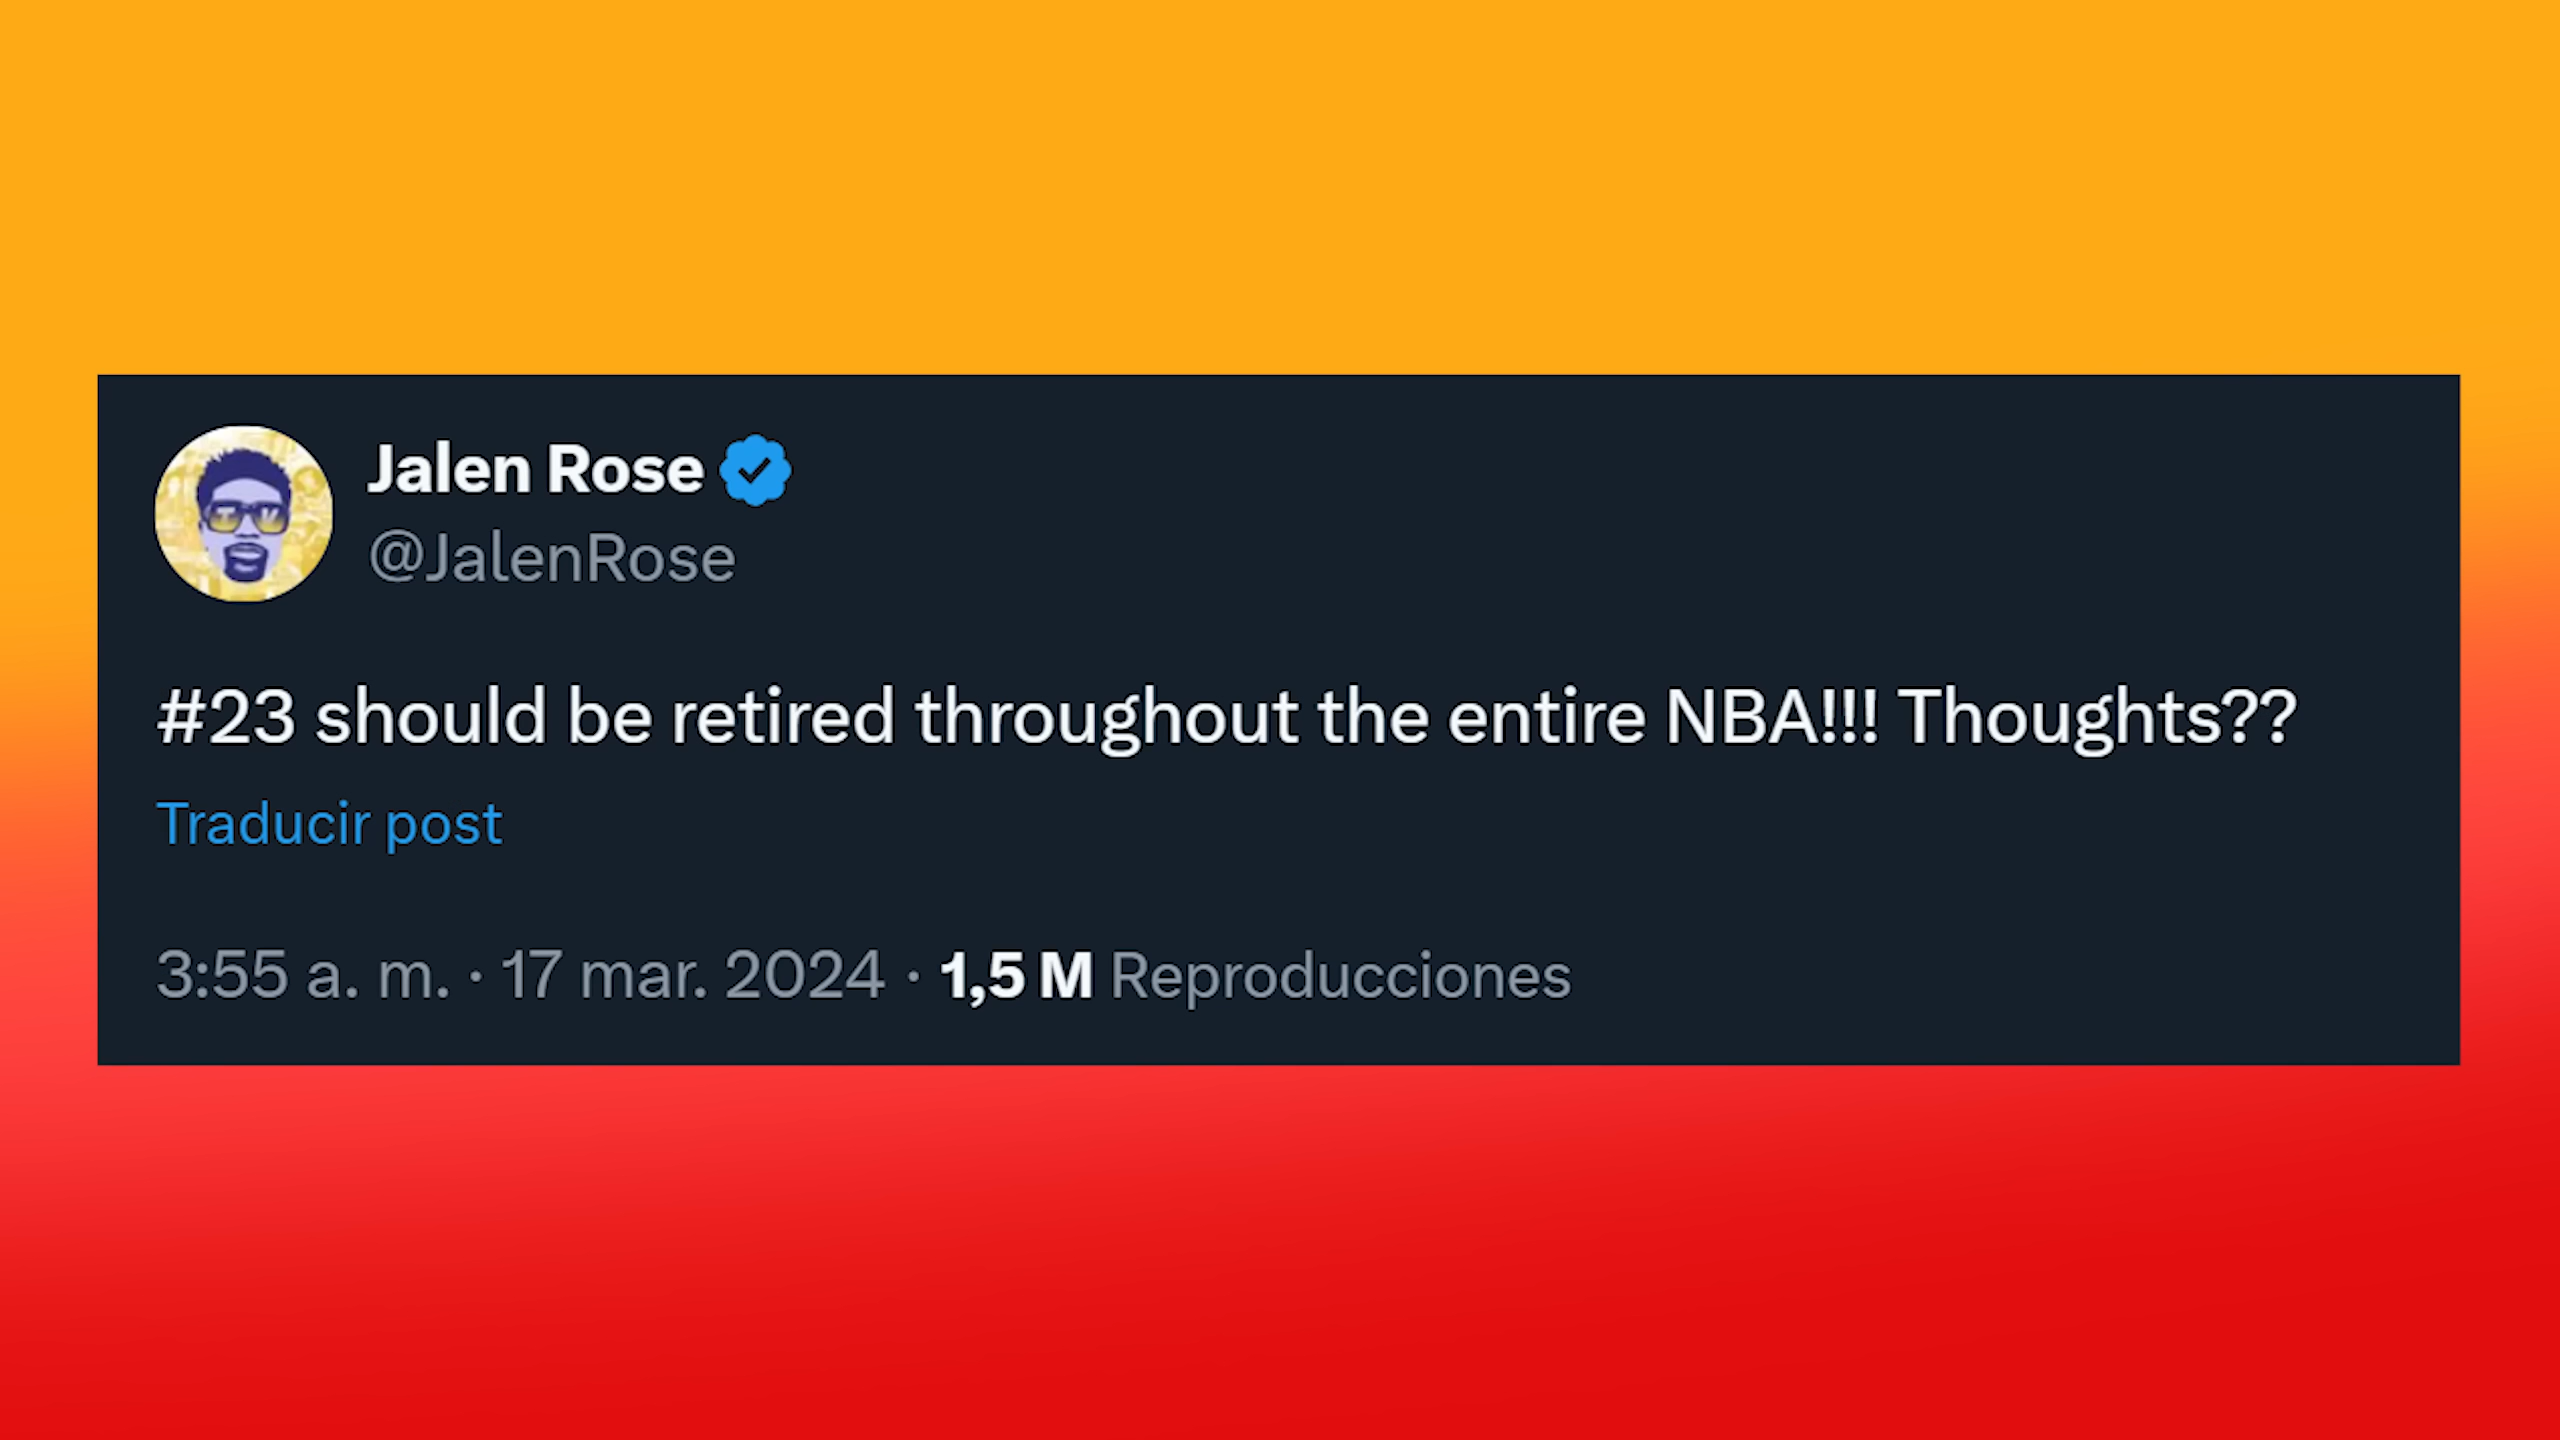 Jalen Rose
@JalenRose
#23 should be retired throughout the entire NBA!!! Thoughts??
Traducir post
3:55 a. m. · 17 mar. 2024 · 1,5 M Reproducciones